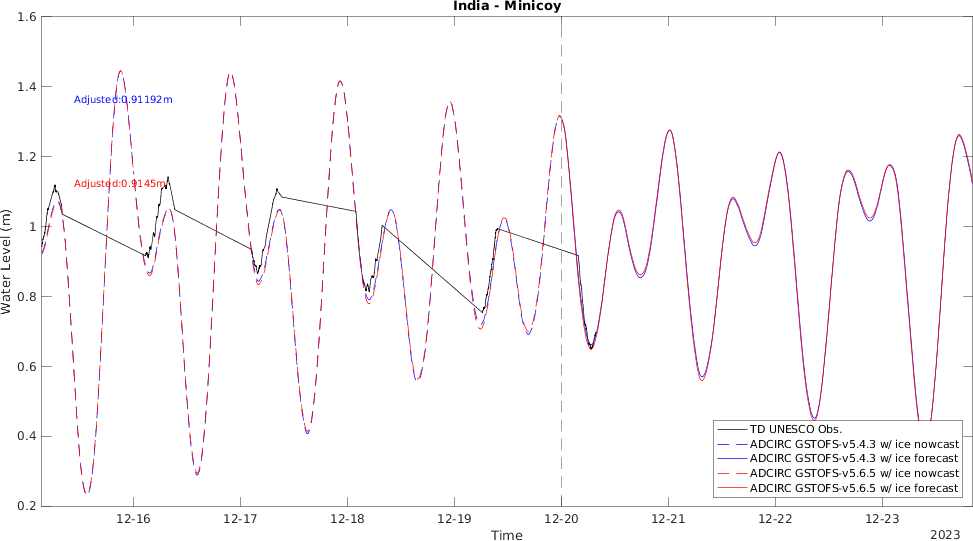 India - Minicoy
1.6
1.4
1.2
1
0.8
0.6
0.4
0.2
Water Level (m)
Adjusted:0.91192m
Adjusted:0.9145m
TD UNESCO Obs.
ADCIRC GSTOFS-v5.4.3 w/ ice nowcast
ADCIRC GSTOFS-v5.4.3 w/ ice forecast
ADCIRC GSTOFS-v5.6.5 w/ ice nowcast
ADCIRC GSTOFS-v5.6.5 w/ ice forecast
12-16 12-17 12-18 12-19 12-20 12-21 12-22 12-23
Time
2023